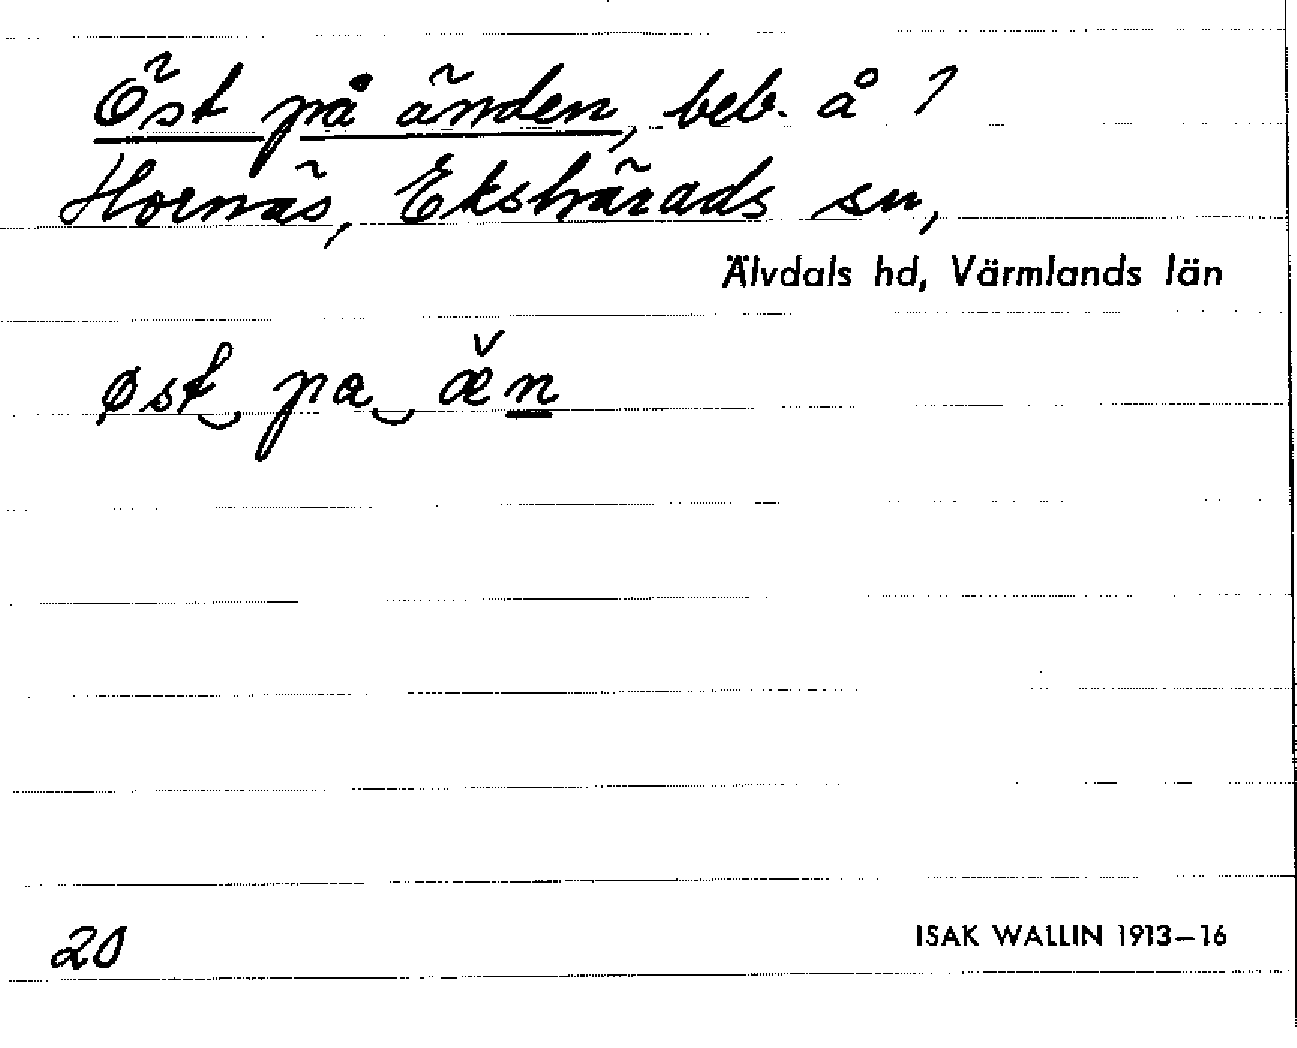 Öst på änden, beb. å 1
Hornäs, Ekshärads sn,
Älvdals hd, Värmlands län
øst‿ pa‿ æ̌n̲
20
ISAK WALLIN 1913–16